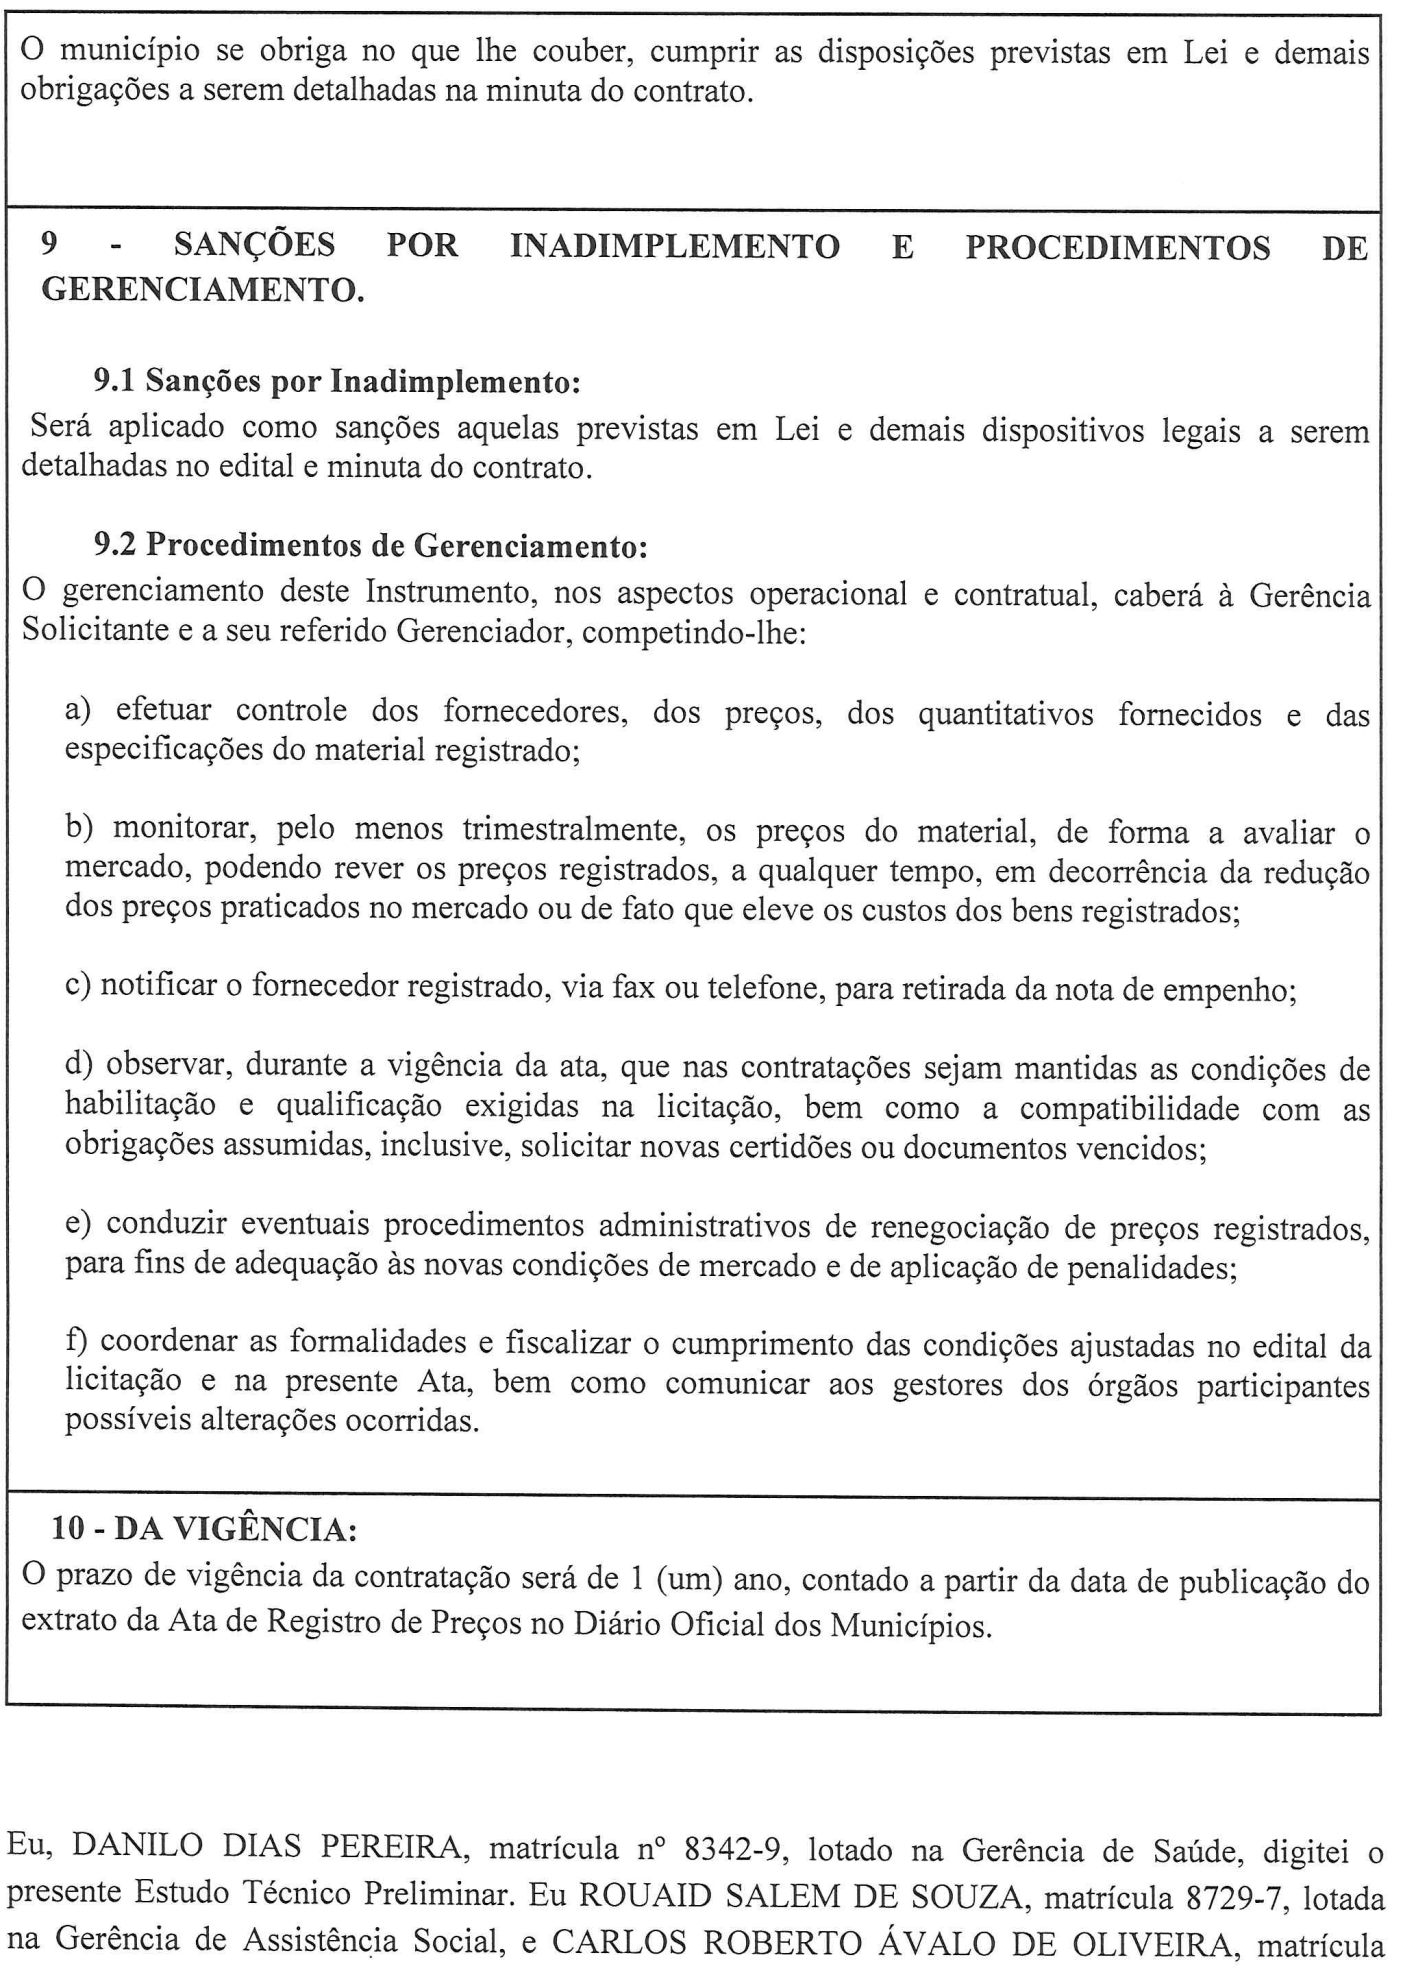 O município se obriga no que lhe couber, cumprir as disposições previstas em Lei e demais
obrigações a serem detalhadas na minuta do contrato.
9 - SANÇÕES POR INADIMPLEMENTO E PROCEDIMENTOS DE
GERENCIAMENTO.
9.1 Sanções por Inadimplemento:
Será aplicado como sanções aquelas previstas em Lei e demais dispositivos legais a serem
detalhadas no edital e minuta do contrato.
9.2 Procedimentos de Gerenciamento:
O gerenciamento deste Instrumento, nos aspectos operacional e contratual, caberá à Gerência
Solicitante e a seu referido Gerenciador, competindo-lhe:
a) efetuar controle dos fornecedores, dos preços, dos quantitativos fornecidos e das
especificações do material registrado;
b) monitorar, pelo menos trimestralmente, os preços do material, de forma a avaliar o
mercado, podendo rever os preços registrados, a qualquer tempo, em decorrência da redução
dos preços praticados no mercado ou de fato que eleve os custos dos bens registrados;
c) notificar o fornecedor registrado, via fax ou telefone, para retirada da nota de empenho;
d) observar, durante a vigência da ata, que nas contratações sejam mantidas as condições de
habilitação e qualificação exigidas na licitação, bem como a compatibilidade com as
obrigações assumidas, inclusive, solicitar novas certidões ou documentos vencidos;
e) conduzir eventuais procedimentos administrativos de renegociação de preços registrados,
para fins de adequação às novas condições de mercado e de aplicação de penalidades;
f) coordenar as formalidades e fiscalizar o cumprimento das condições ajustadas no edital da
licitação e na presente Ata, bem como comunicar aos gestores dos órgãos participantes
possíveis alterações ocorridas.
10 - DA VIGÊNCIA:
O prazo de vigência da contratação será de 1 (um) ano, contado a partir da data de publicação do
extrato da Ata de Registro de Preços no Diário Oficial dos Municípios.
Eu, DANILO DIAS PEREIRA, matrícula nº 8342-9, lotado na Gerência de Saúde, digitei o
presente Estudo Técnico Preliminar. Eu ROUAID SALEM DE SOUZA, matrícula 8729-7, lotada
na Gerência de Assistência Social, e CARLOS ROBERTO ÁVALO DE OLIVEIRA, matrícula